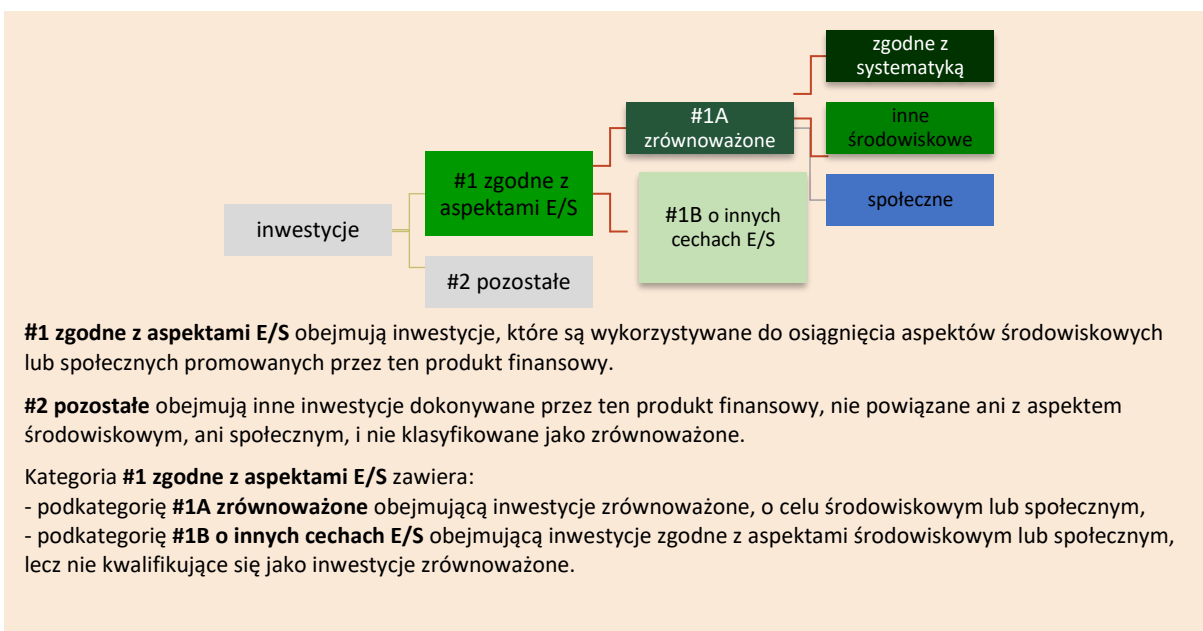 zgodne z
systematyką
#1A
zrównoważone
inne
środowiskowe
#1 zgodne z
aspektami E/S
społeczne
#1B o innych
cechach E/S
inwestycje
#2 pozostałe
#1 zgodne z aspektami E/S obejmują inwestycje, które są wykorzystywane do osiągnięcia aspektów środowiskowych
lub społecznych promowanych przez ten produkt finansowy.
#2 pozostałe obejmują inne inwestycje dokonywane przez ten produkt finansowy, nie powiązane ani z aspektem
środowiskowym, ani społecznym, i nie klasyfikowane jako zrównoważone.
Kategoria #1 zgodne z aspektami E/S zawiera:
- podkategorię #1A zrównoważone obejmującą inwestycje zrównoważone, o celu środowiskowym lub społecznym,
- podkategorię #1B o innych cechach E/S obejmującą inwestycje zgodne z aspektami środowiskowym lub społecznym,
lecz nie kwalifikujące się jako inwestycje zrównoważone.